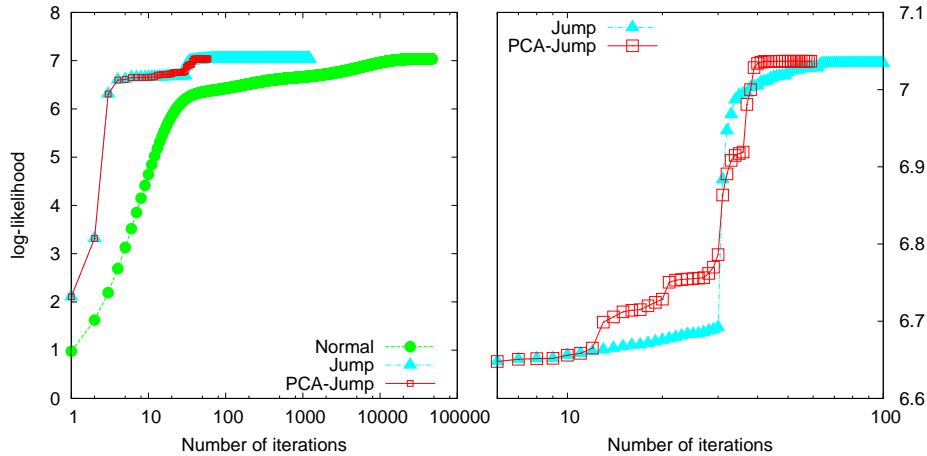 log-likelihood
8
7
6
5
4
3
2
1
0
Normal
Jump
PCA-Jump
1
10
100
1000
10000
100000
Number of iterations
Jump
PCA-Jump
7.1
7
6.9
6.8
6.7
6.6
10
100
Number of iterations